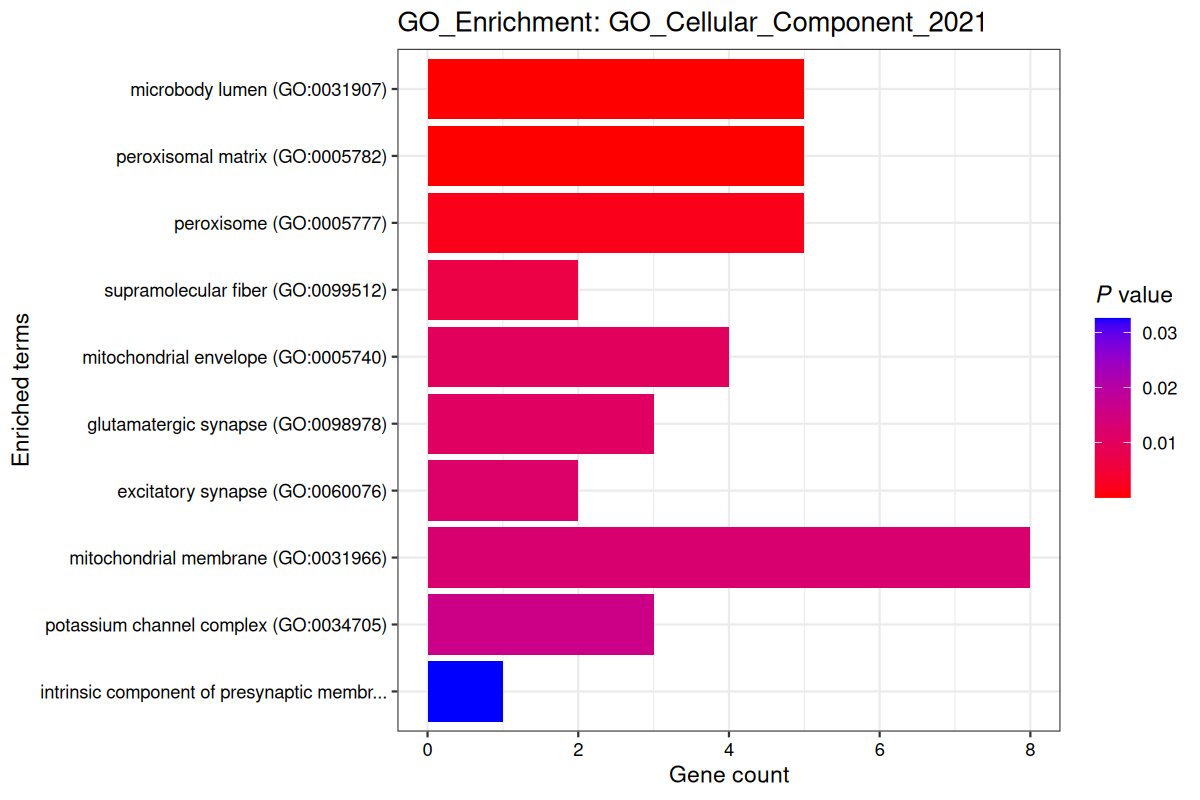 GO_Enrichment: GO_Cellular_Component_2021
microbody lumen (GO:0031907)
peroxisomal matrix (GO:0005782)
peroxisome (GO:0005777)
supramolecular fiber (GO:0099512)
mitochondrial envelope (GO:0005740)
glutamatergic synapse (GO:0098978)
excitatory synapse (GO:0060076)
mitochondrial membrane (GO:0031966)
potassium channel complex (GO:0034705)
intrinsic component of presynaptic membr...
Enriched terms
0 2 4 6 8
Gene count
P value
0.03
0.02
0.01